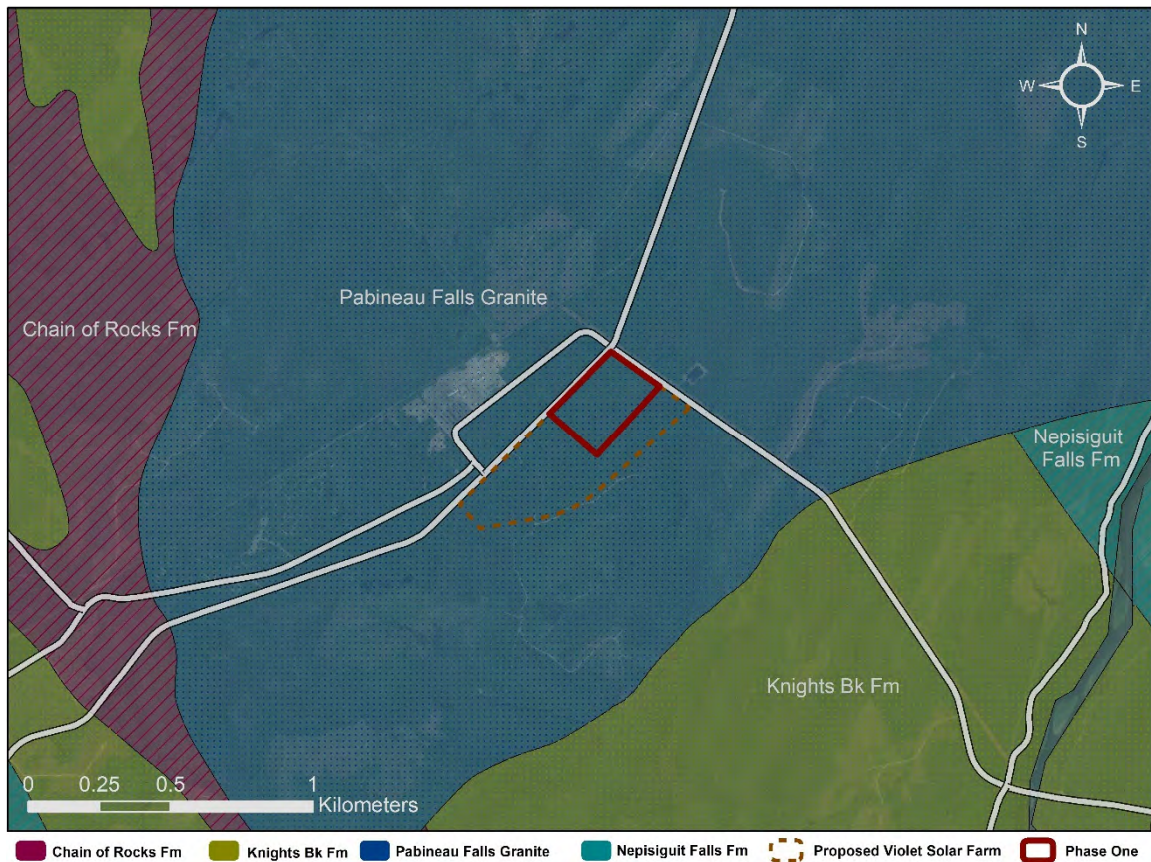 N
W E
S
Pabineau Falls Granite
Chain of Rocks Fm
Nepisiguit
Falls Fm
Knights Bk Fm
0 0.25 0.5 1
Kilometers
Chain of Rocks Fm Knights Bk Fm Pabineau Falls Granite Nepisiguit Falls Fm Proposed Violet Solar Farm Phase One